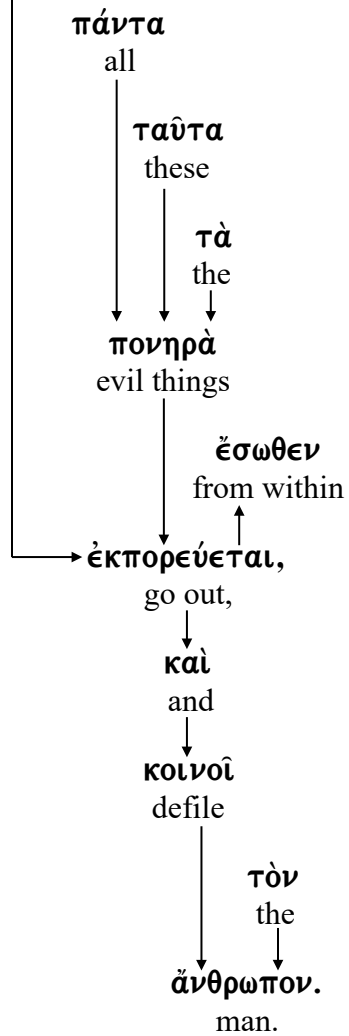 πάντα
all
ταῦτα
these
τὰ
the
πονηρὰ
evil things
ἔσωθεν
from within
ἐκπορεύεται,
go out,
καὶ
and
κοινοῖ
defile
τὸν
the
ἄνθρωπον.
man.